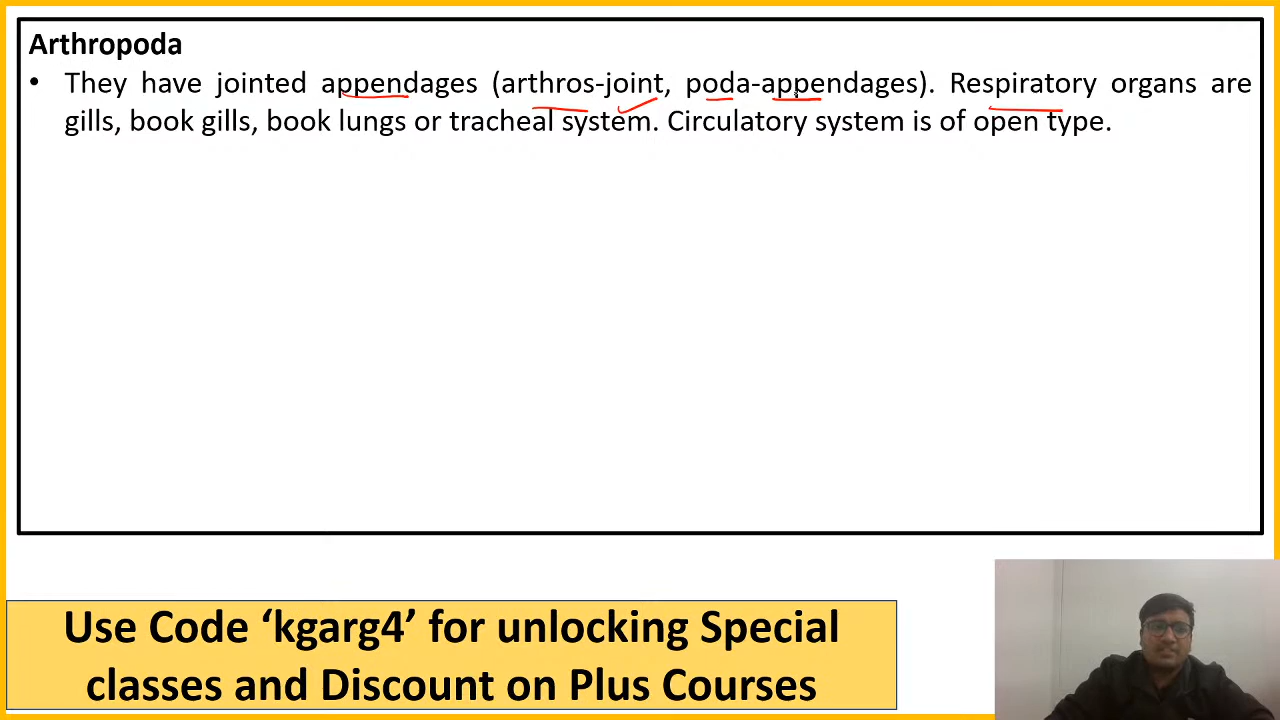 Arthropoda
• They have jointed appendages (arthros-joint, poda-appendages). Respiratory organs are
gills, book gills, book lungs or tracheal system. Circulatory system is of open type.
Use Code ‘kgarg4’ for unlocking Special
classes and Discount on Plus Courses